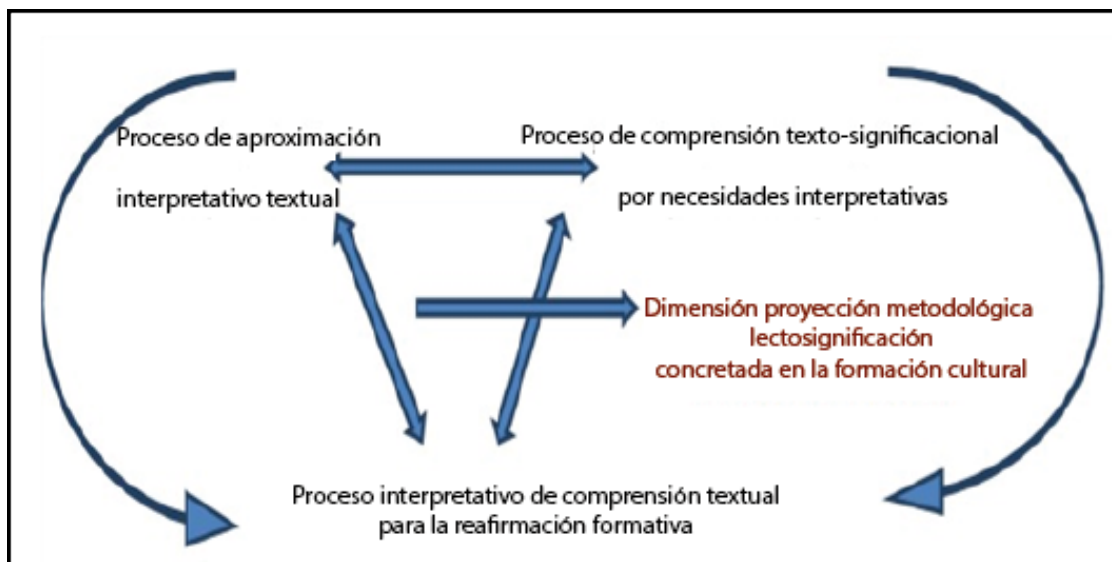 Proceso de aproximación
interpretativo textual
Proceso de comprensión texto-significacional
por necesidades interpretativas
Dimensión proyección metodológica
lectosignificación
concretada en la formación cultural
Proceso interpretativo de comprensión textual
para la reafirmación formativa